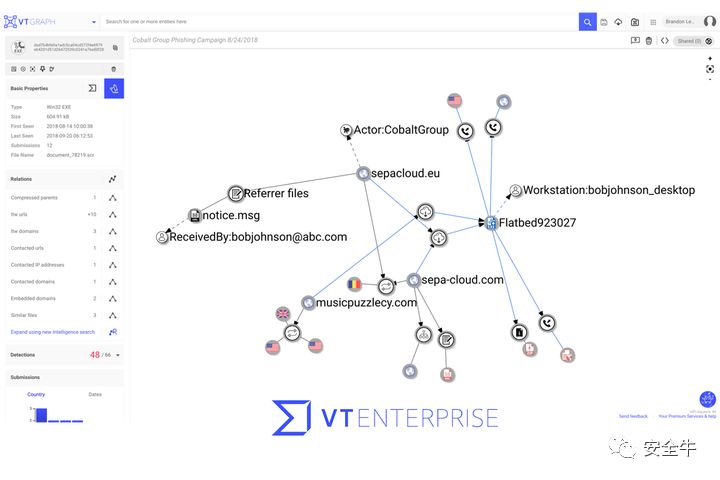 VTGRAPH
Search for one or more entities here
Brandon Le...
Cobalt Group Phishing Campaign 8/24/2018
Shared (0)
EXE
Basic Properties
Type Win32 EXE
Size 604.91 kB
First Seen 2018-08-14 10:00:38
Last Seen 2018-09-20 06:12:53
Submissions 12
File Name document_78219.scr
Relations
Compressed parents 1
Itw urls +10
Itw domains 3
Contacted urls 1
Contacted IP addresses 1
Contacted domains 1
Embedded domains 2
Similar files 3
Expand using new Intelligence search
Detections 48 / 66
Submissions
Country Dates
Actor:CobaltGroup
sepacloud.eu
Referrer files
notice.msg
ReceivedBy:bobjohnson@abc.com
Workstation:bobjohnson_desktop
Flatbed923027
sepa-cloud.com
musicpuzzlecy.com
VTENTERPRISE
Send feedback
Your Premium Services & help
安全牛